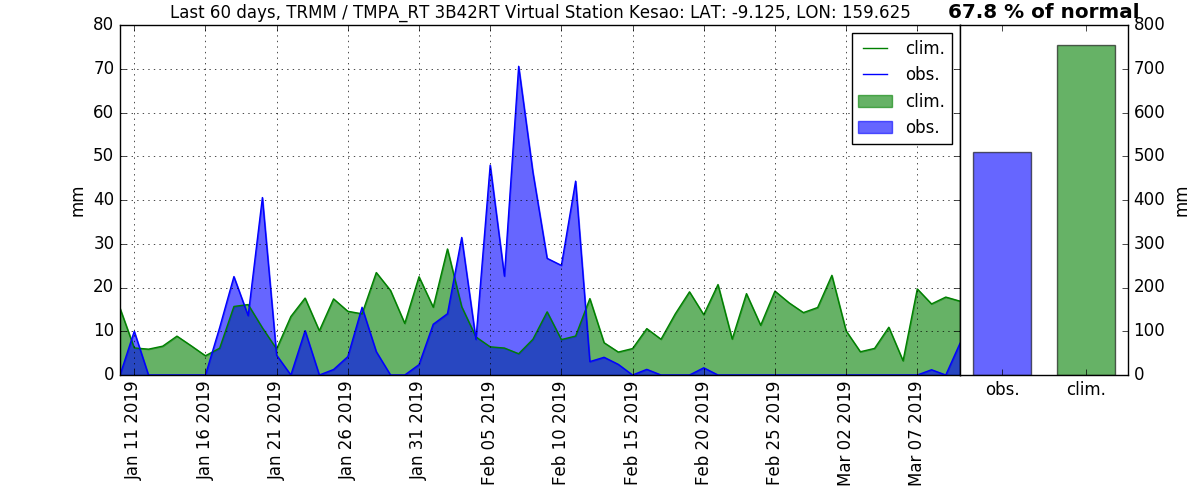 Last 60 days, TRMM / TMPA_RT 3B42RT Virtual Station Kesao: LAT: -9.125, LON: 159.625
67.8 % of normal
80
70
60
50
40
30
20
10
0
mm
clim.
obs.
clim.
obs.
800
700
600
500
400
300
200
100
0
mm
obs.
clim.
Jan 11 2019
Jan 16 2019
Jan 21 2019
Jan 26 2019
Jan 31 2019
Feb 05 2019
Feb 10 2019
Feb 15 2019
Feb 20 2019
Feb 25 2019
Mar 02 2019
Mar 07 2019